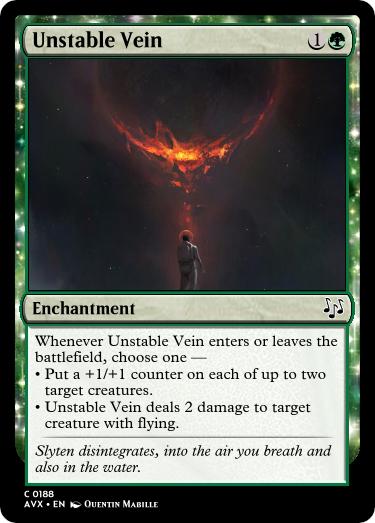 Unstable Vein 1
Enchantment
Whenever Unstable Vein enters or leaves the
battlefield, choose one —
• Put a +1/+1 counter on each of up to two
target creatures.
• Unstable Vein deals 2 damage to target
creature with flying.
Slyten disintegrates, into the air you breath and
also in the water.
C 0188
AVX • EN Quentin Mabille